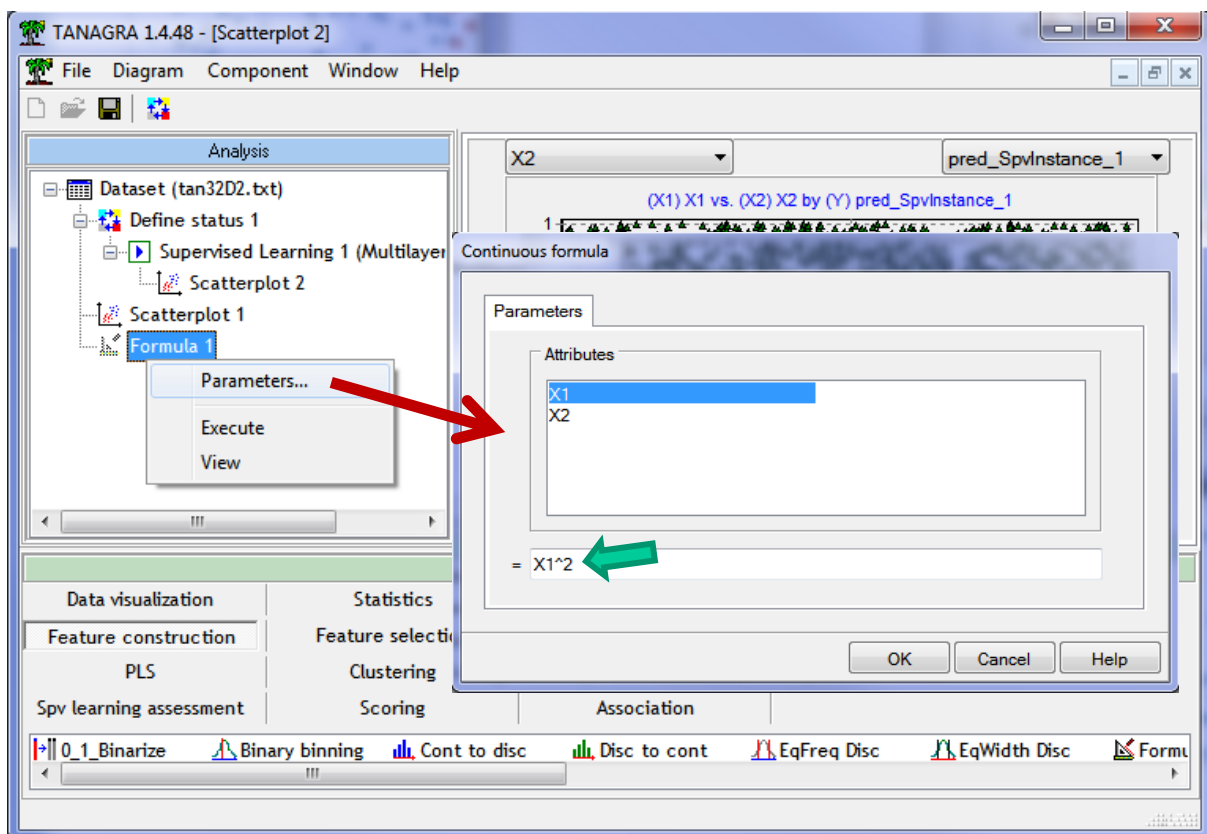 TANAGRA 1.4.48 - [Scatterplot 2]
File Diagram Component Window Help
Analysis
Dataset (tan32D2.txt)
Define status 1
Supervised Learning 1 (Multilayer
Scatterplot 2
Scatterplot 1
Formula 1
Parameters...
Execute
View
X2
pred_SpvInstance_1
(X1) X1 vs. (X2) X2 by (Y) pred_SpvInstance_1
1
Continuous formula
Parameters
Attributes
X1
X2
= X1^2
OK Cancel Help
Data visualization Statistics
Feature construction Feature selectio
PLS Clustering
Spv learning assessment Scoring Association
0_1_Binarize Binary binning Cont to disc Disc to cont EqFreq Disc EqWidth Disc Formu